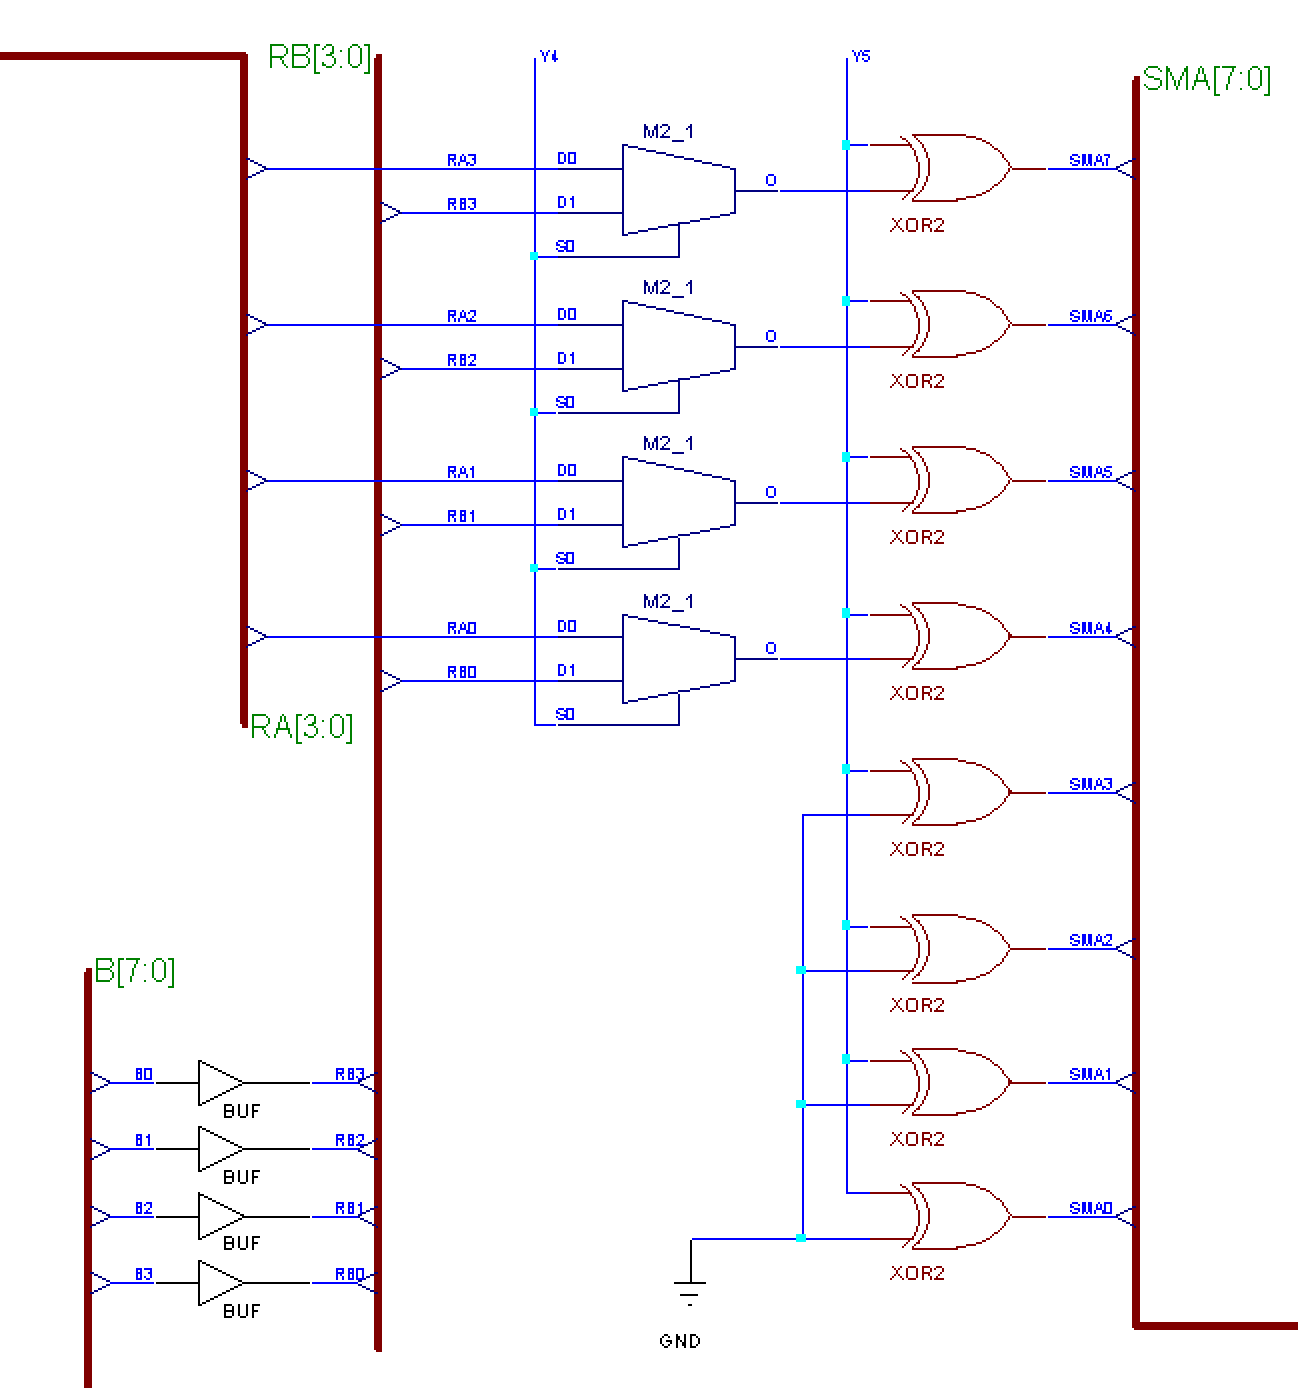 RB[3:0]
Y4
Y5
SMA[7:0]
M2_1
RA3
D0
RB3
D1
S0
O
XOR2
SMA7
M2_1
RA2
D0
RB2
D1
S0
O
XOR2
SMA6
M2_1
RA1
D0
RB1
D1
S0
O
XOR2
SMA5
M2_1
RA0
D0
RB0
D1
S0
O
XOR2
SMA4
RA[3:0]
XOR2
SMA3
XOR2
SMA2
XOR2
SMA1
XOR2
SMA0
B[7:0]
B0
BUF
RB3
B1
BUF
RB2
B2
BUF
RB1
B3
BUF
RB0
GND